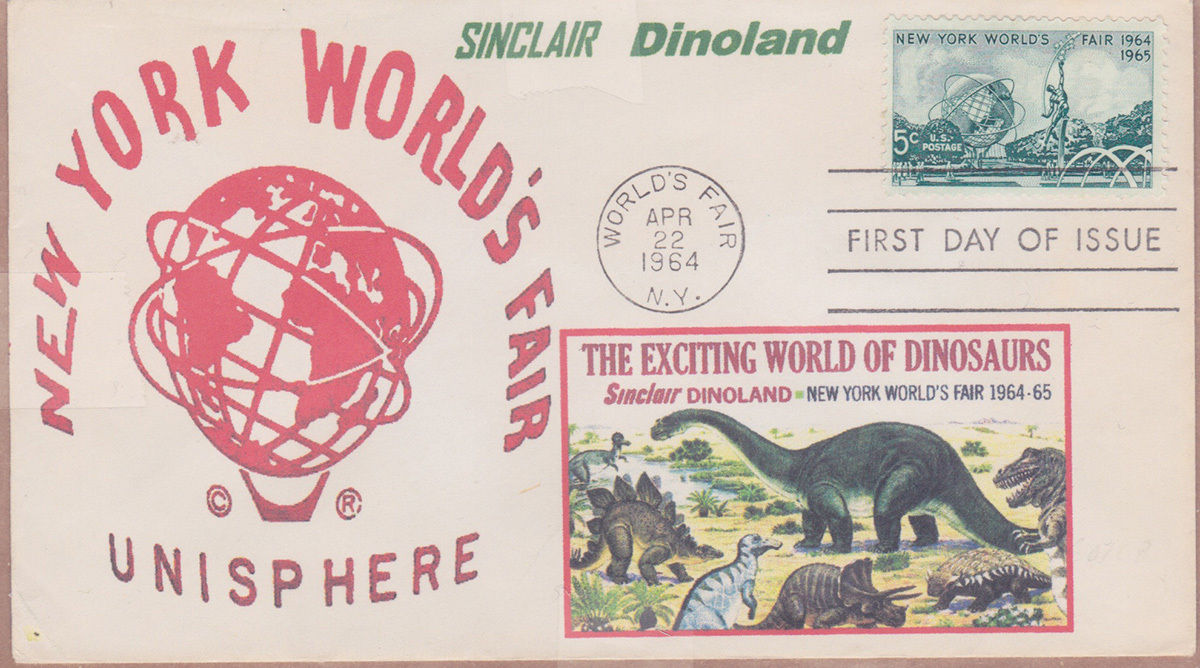 SINCLAIR Dinoland
NEW YORK WORLD'S FAIR
© ®
UNISPHERE
NEW YORK WORLD'S FAIR 1964
1965
5c U.S.
POSTAGE
WORLD'S FAIR
APR
22
1964
N.Y.
FIRST DAY OF ISSUE
THE EXCITING WORLD OF DINOSAURS
Sinclair DINOLAND NEW YORK WORLD'S FAIR 1964-65